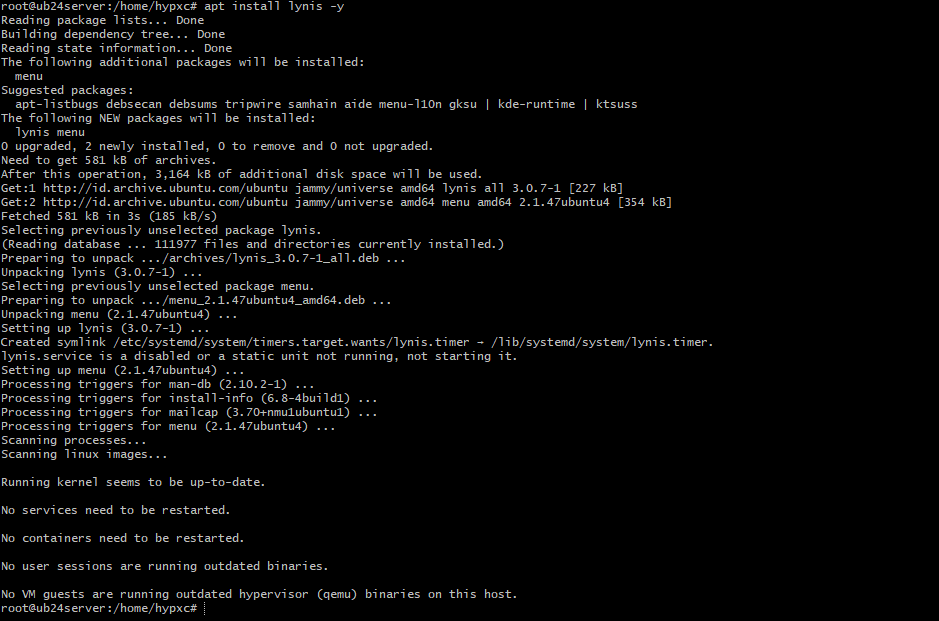 root@ub24server:/home/hypxc# apt install lynis -y
Reading package lists... Done
Building dependency tree... Done
Reading state information... Done
The following additional packages will be installed:
  menu
Suggested packages:
  apt-listbugs debsecan debsums tripwire samhain aide menu-l10n gksu | kde-runtime | ktsuss
The following NEW packages will be installed:
  lynis menu
0 upgraded, 2 newly installed, 0 to remove and 0 not upgraded.
Need to get 581 kB of archives.
After this operation, 3,164 kB of additional disk space will be used.
Get:1 http://id.archive.ubuntu.com/ubuntu jammy/universe amd64 lynis all 3.0.7-1 [227 kB]
Get:2 http://id.archive.ubuntu.com/ubuntu jammy/universe amd64 menu amd64 2.1.47ubuntu4 [354 kB]
Fetched 581 kB in 3s (185 kB/s)
Selecting previously unselected package lynis.
(Reading database ... 111977 files and directories currently installed.)
Preparing to unpack .../archives/lynis_3.0.7-1_all.deb ...
Unpacking lynis (3.0.7-1) ...
Selecting previously unselected package menu.
Preparing to unpack .../menu_2.1.47ubuntu4_amd64.deb ...
Unpacking menu (2.1.47ubuntu4) ...
Setting up lynis (3.0.7-1) ...
Created symlink /etc/systemd/system/timers.target.wants/lynis.timer → /lib/systemd/system/lynis.timer.
lynis.service is a disabled or a static unit not running, not starting it.
Setting up menu (2.1.47ubuntu4) ...
Processing triggers for man-db (2.10.2-1) ...
Processing triggers for install-info (6.8-4build1) ...
Processing triggers for mailcap (3.70+nmu1ubuntu1) ...
Processing triggers for menu (2.1.47ubuntu4) ...
Scanning processes...
Scanning linux images...

Running kernel seems to be up-to-date.

No services need to be restarted.

No containers need to be restarted.

No user sessions are running outdated binaries.

No VM guests are running outdated hypervisor (qemu) binaries on this host.
root@ub24server:/home/hypxc#